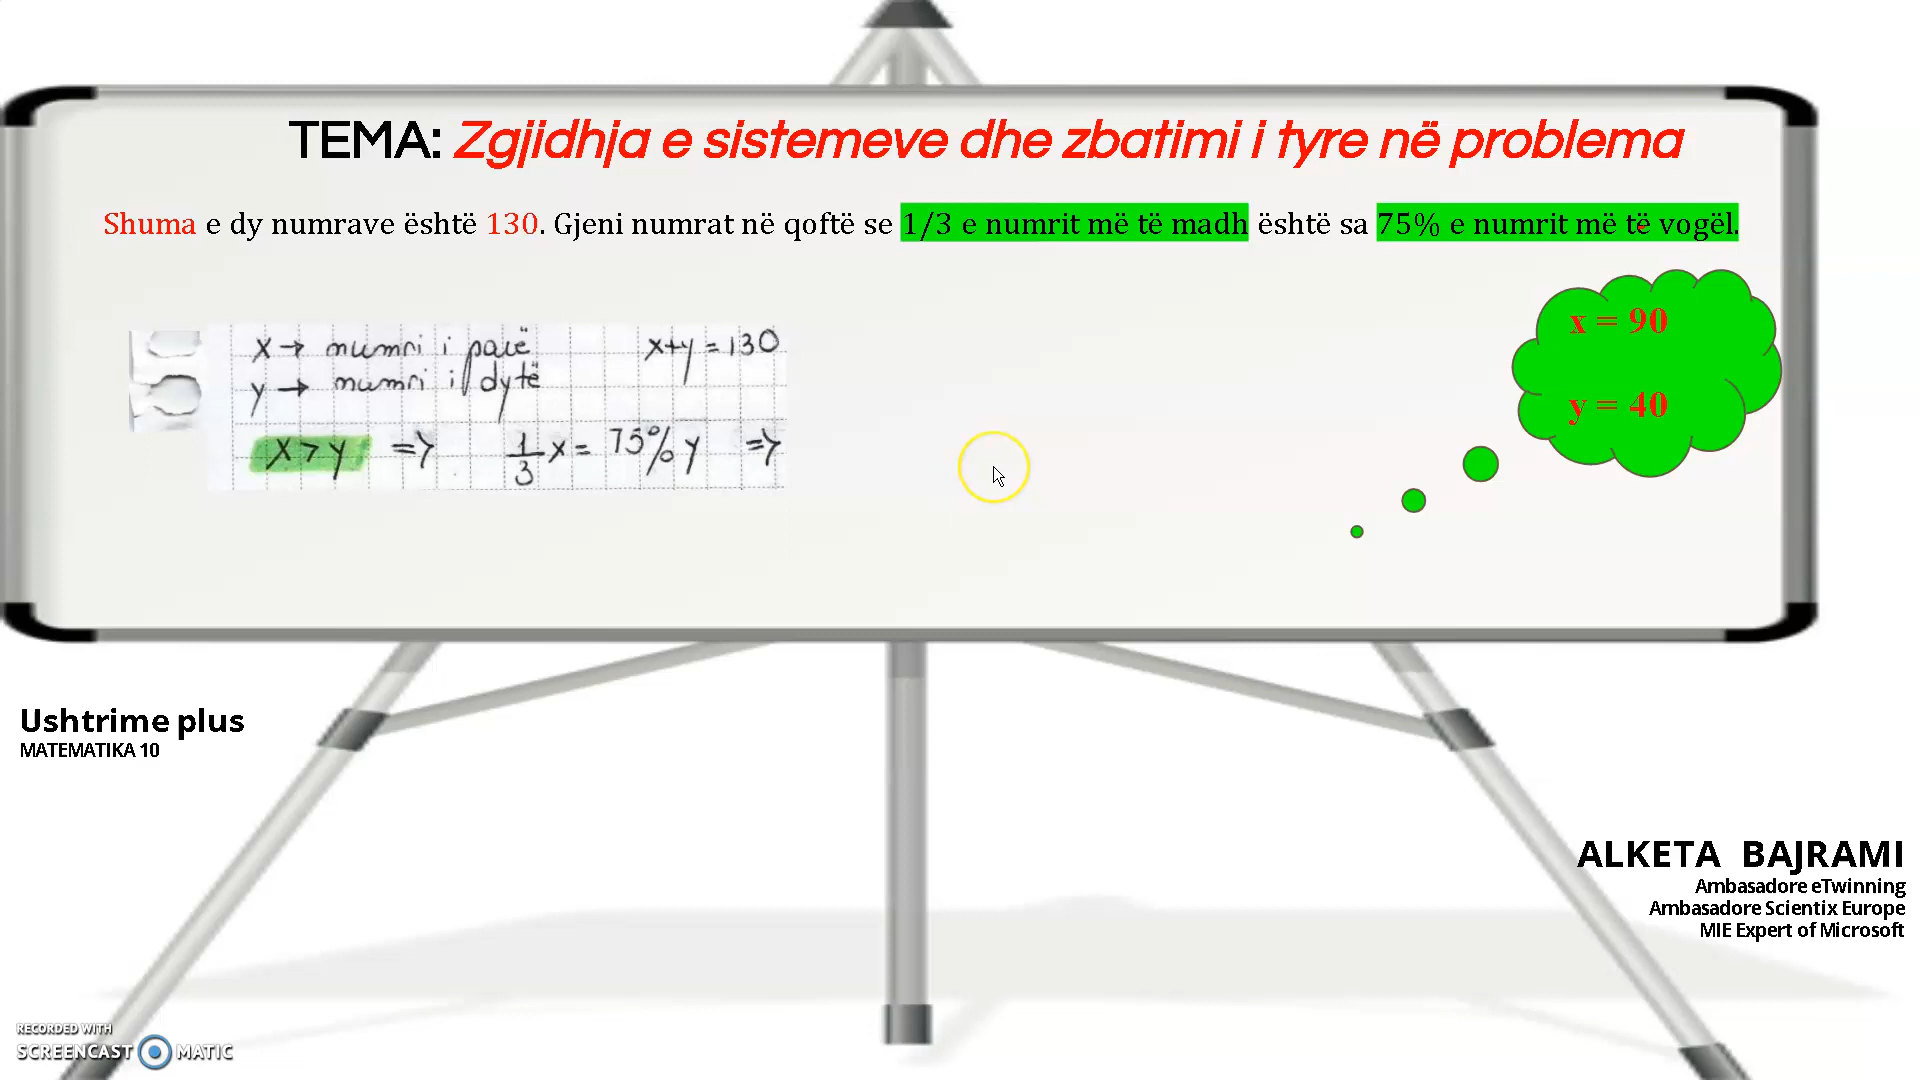 TEMA: Zgjidhja e sistemeve dhe zbatimi i tyre në problema
Shuma e dy numrave është 130. Gjeni numrat në qoftë se 1/3 e numrit më të madh është sa 75% e numrit më të vogël.
x → numri i parë
x+y = 130
y → numri i dytë
x > y => 1/3 x = 75% y =>
x = 90
y = 40
Ushtrime plus
MATEMATIKA 10
ALKETA BAJRAMI
Ambasadore eTwinning
Ambasadore Scientix Europe
MIE Expert of Microsoft
RECORDED WITH
SCREENCAST MATIC